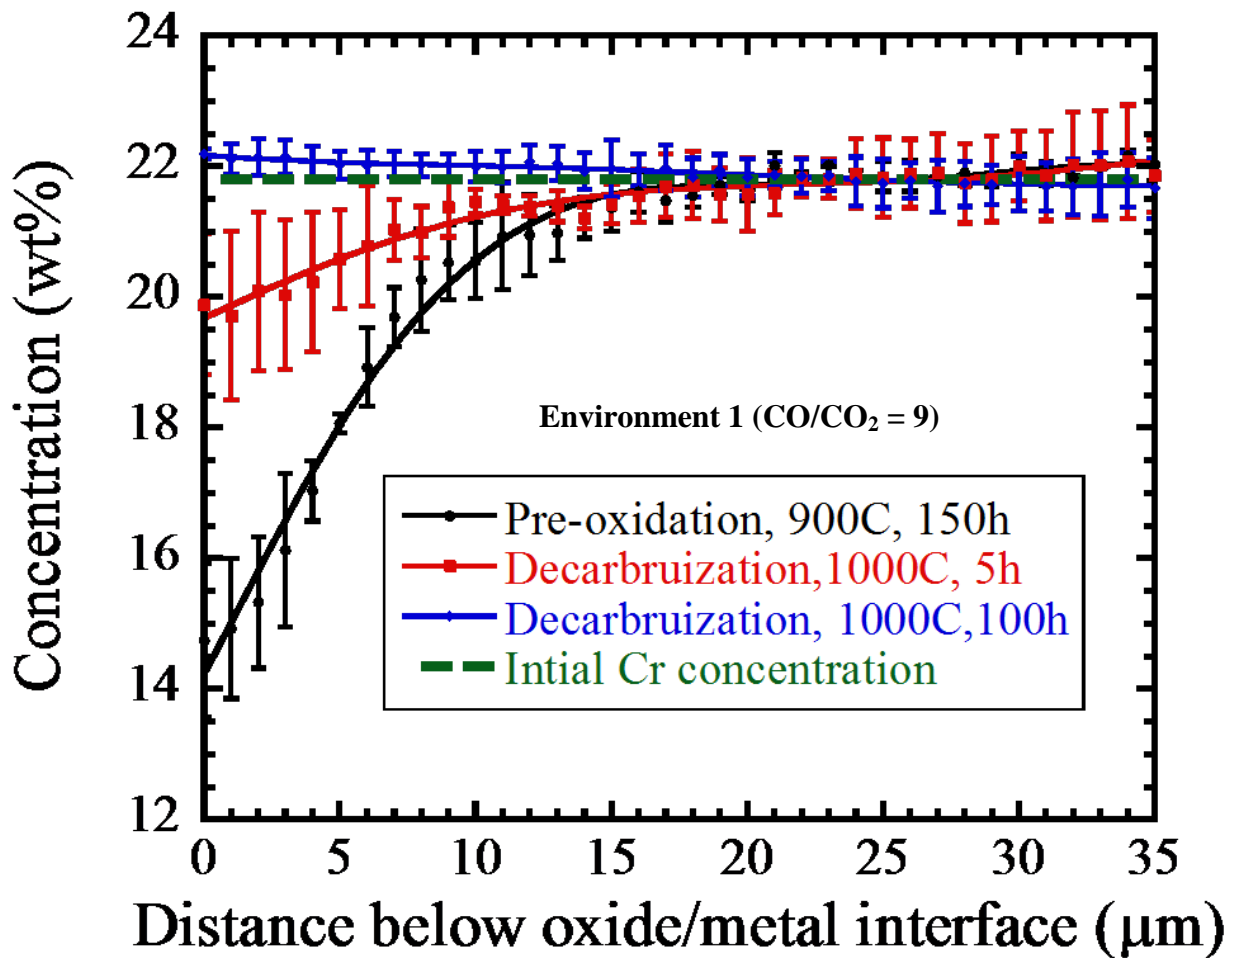 24
22
20
18
16
14
12
Concentration (wt%)
Environment 1 (CO/CO₂ = 9)
Pre-oxidation, 900C, 150h
Decarbruization,1000C, 5h
Decarbruization, 1000C,100h
Intial Cr concentration
0 5 10 15 20 25 30 35
Distance below oxide/metal interface (μm)